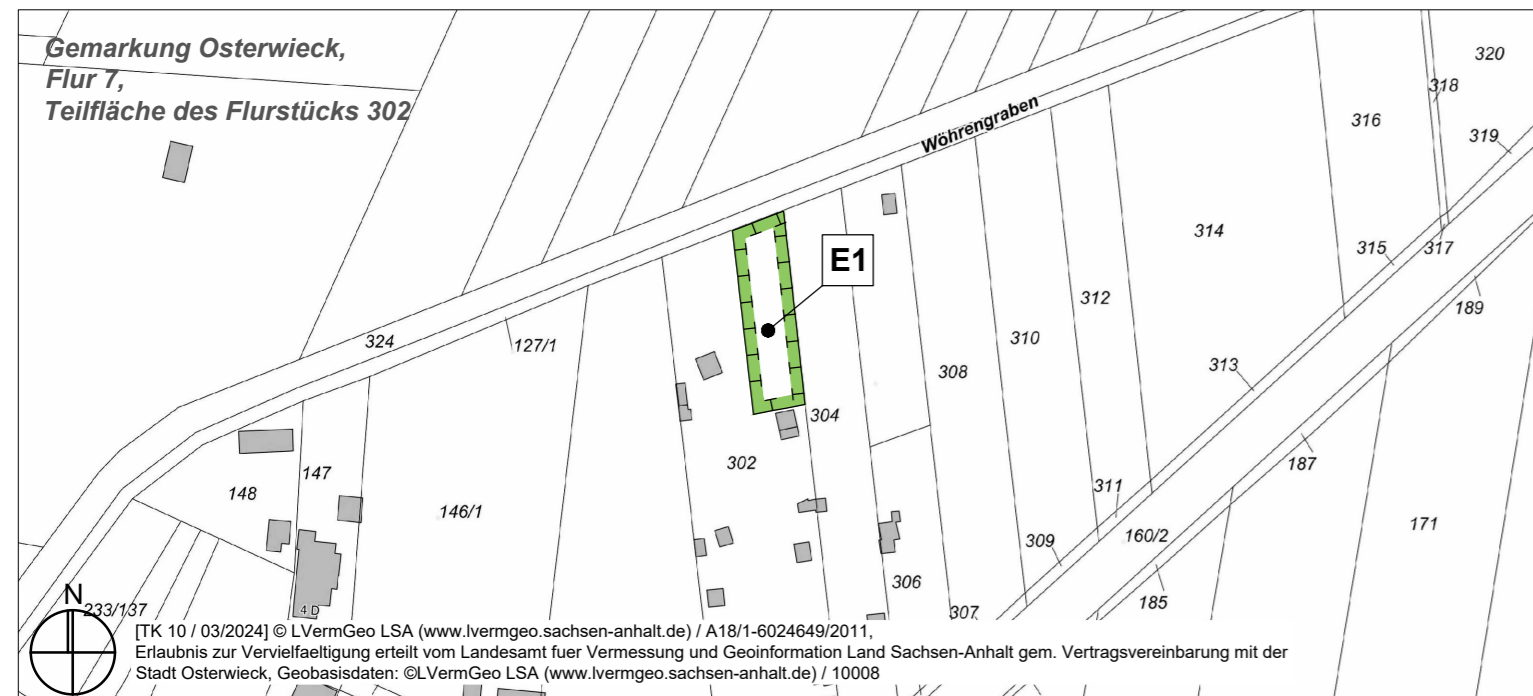 Gemarkung Osterwieck,
Flur 7,
Teilfläche des Flurstücks 302
320
318
316
319
Wöhrengraben
314
315
317
E1
312
189
324
127/1
310
313
308
304
302
187
147
148
146/1
311
171
309
160/2
306
185
307
N
233/137
4 D
[TK 10 / 03/2024] © LVermGeo LSA (www.lvermgeo.sachsen-anhalt.de) / A18/1-6024649/2011,
Erlaubnis zur Vervielfaeltigung erteilt vom Landesamt fuer Vermessung und Geoinformation Land Sachsen-Anhalt gem. Vertragsvereinbarung mit der
Stadt Osterwieck, Geobasisdaten: ©LVermGeo LSA (www.lvermgeo.sachsen-anhalt.de) / 10008